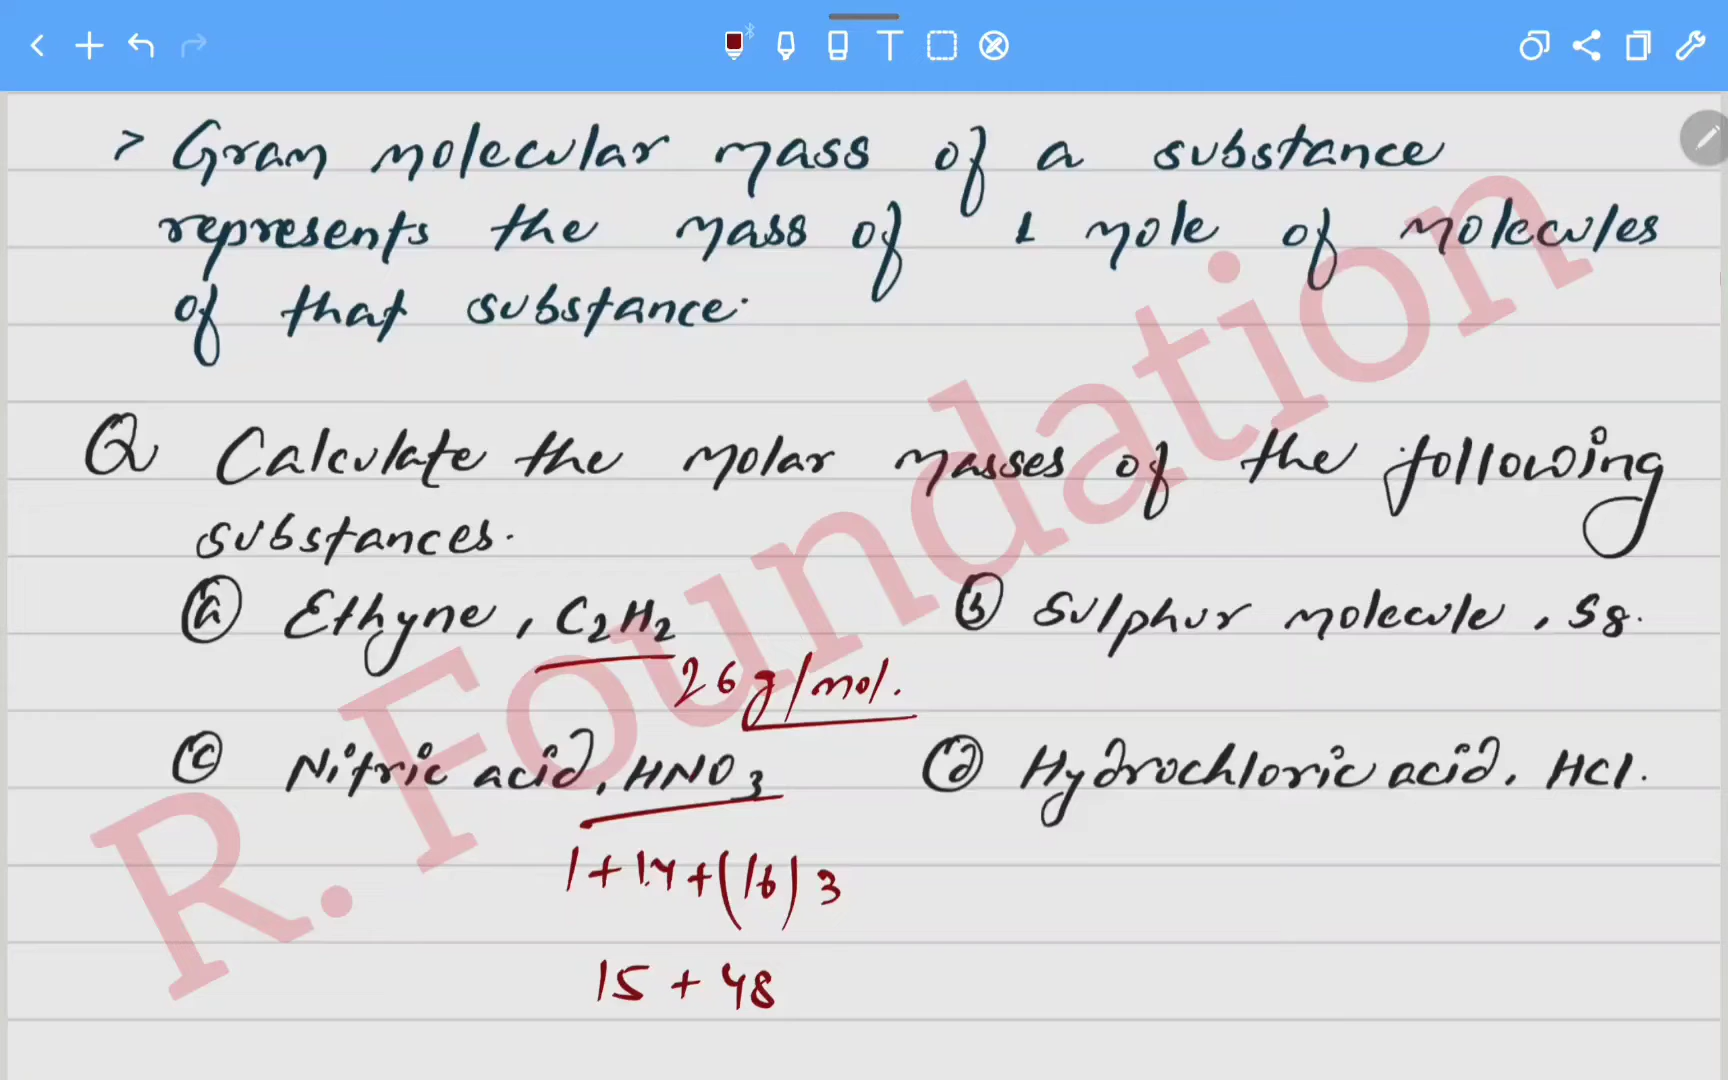 > Gram molecular mass of a substance
represents the mass of 1 mole of molecules
of that substance.
Q Calculate the molar masses of the following
substances.
(a) Ethyne, C₂H₂ (b) Sulphur molecule, S₈.
26 g/mol.
(c) Nitric acid, HNO₃ (d) Hydrochloric acid, HCl.
1+14+(16)3
15 + 48
R. Foundation